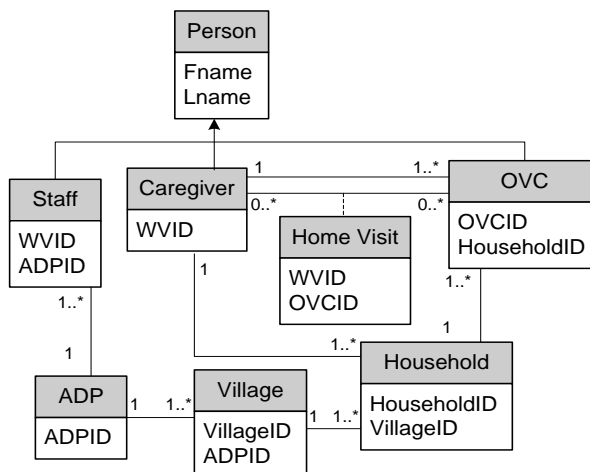 Person
Fname
Lname
Staff
WVID
ADPID
Caregiver
WVID
1
1..*
0..*
0..*
OVC
OVCID
HouseholdID
Home Visit
WVID
OVCID
1..*
1
1
1..*
1..*
1
Household
HouseholdID
VillageID
ADP
ADPID
1
1..*
Village
VillageID
ADPID
1
1..*